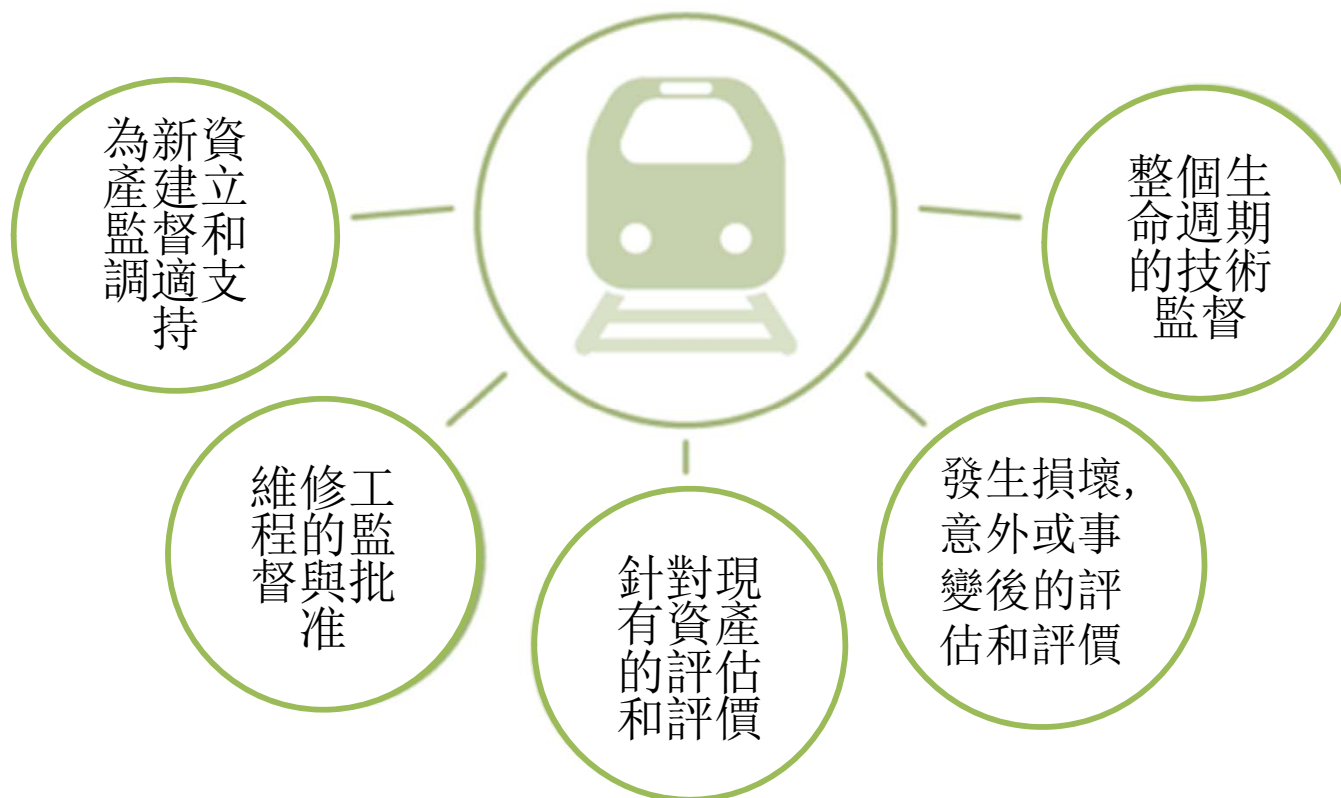 為新資
產建立
監督和
調適支
持
維修工
程的監
督與批
准
針對現
有資產
的評估
和評價
發生損壞,
意外或事
變後的評
估和評價
整個生
命週期
的技術
監督